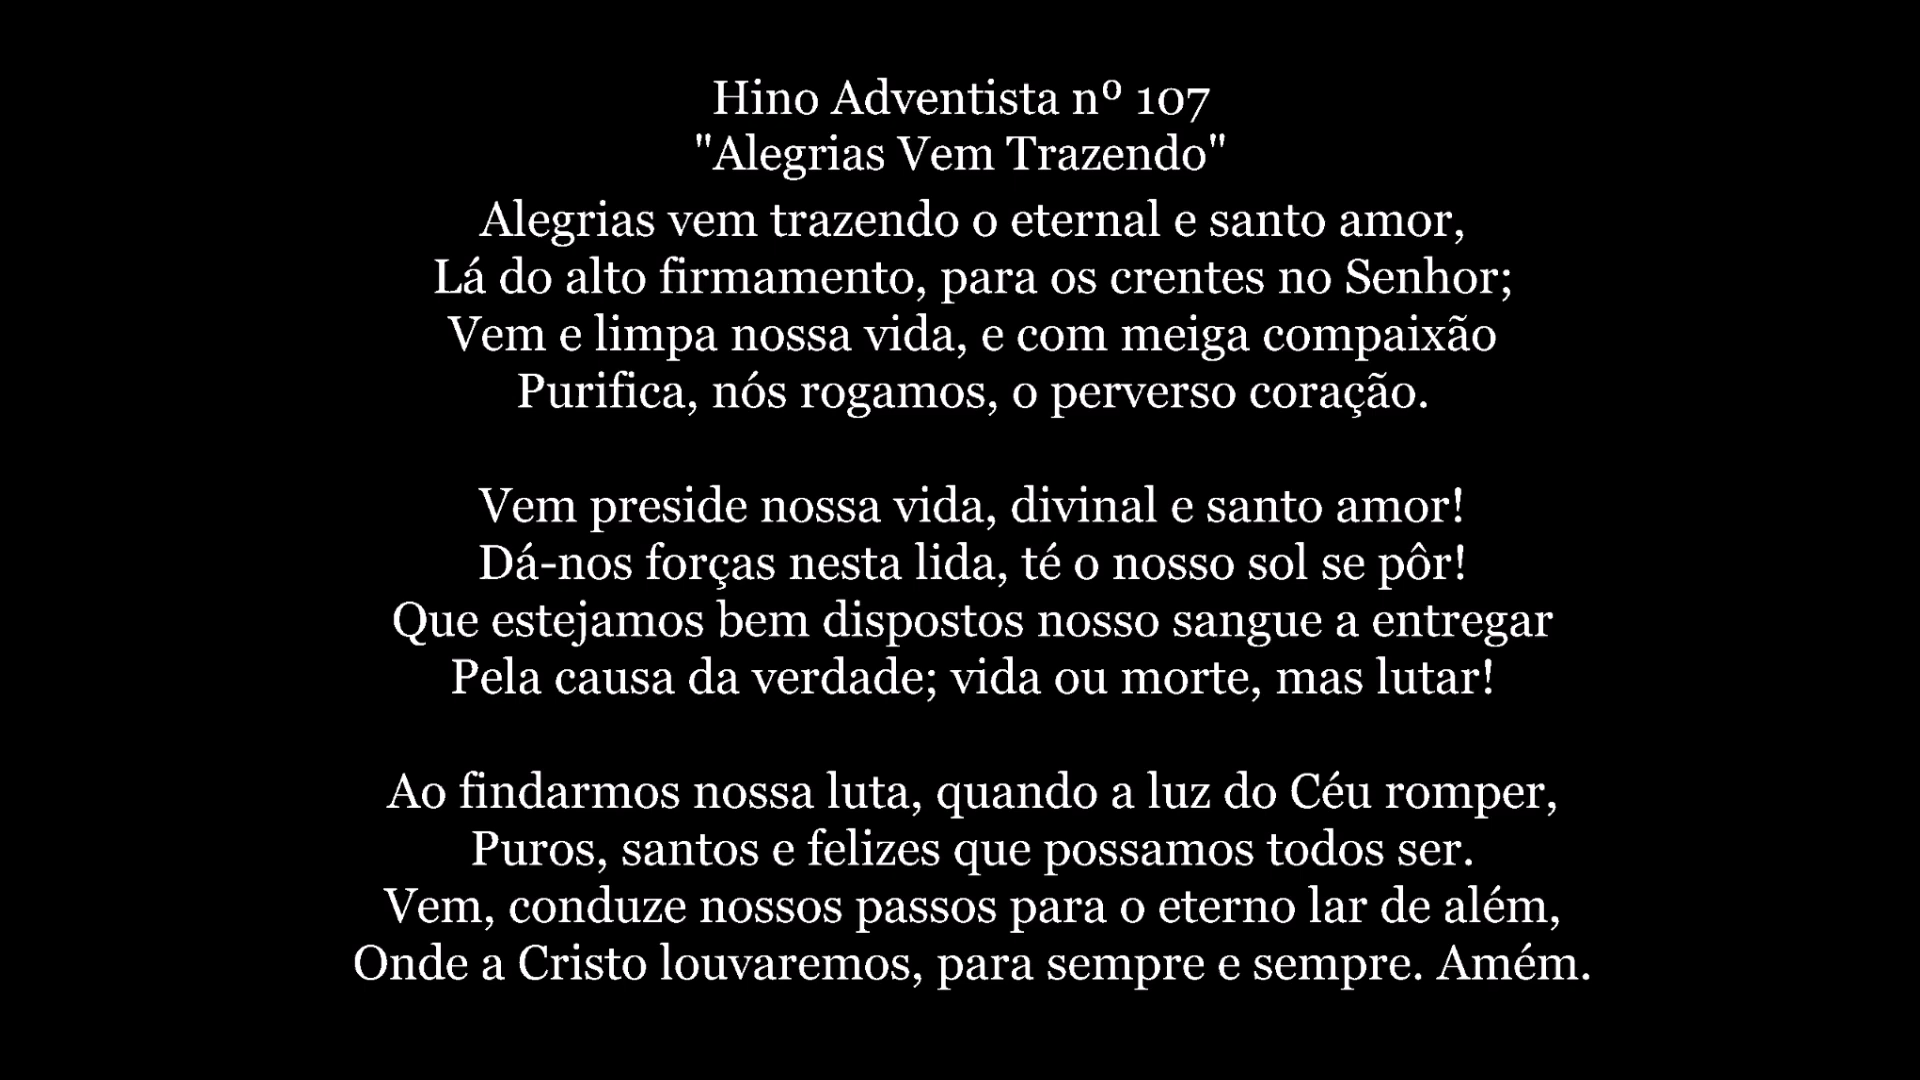 Hino Adventista nº 107
"Alegrias Vem Trazendo"
Alegrias vem trazendo o eternal e santo amor,
Lá do alto firmamento, para os crentes no Senhor;
Vem e limpa nossa vida, e com meiga compaixão
Purifica, nós rogamos, o perverso coração.
Vem preside nossa vida, divinal e santo amor!
Dá-nos forças nesta lida, té o nosso sol se pôr!
Que estejamos bem dispostos nosso sangue a entregar
Pela causa da verdade; vida ou morte, mas lutar!
Ao findarmos nossa luta, quando a luz do Céu romper,
Puros, santos e felizes que possamos todos ser.
Vem, conduze nossos passos para o eterno lar de além,
Onde a Cristo louvaremos, para sempre e sempre. Amém.